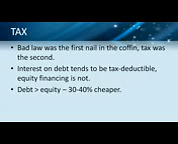 TAX
• Bad law was the first nail in the coffin, tax was
the second.
• Interest on debt tends to be tax-deductible,
equity financing is not.
• Debt > equity – 30-40% cheaper.